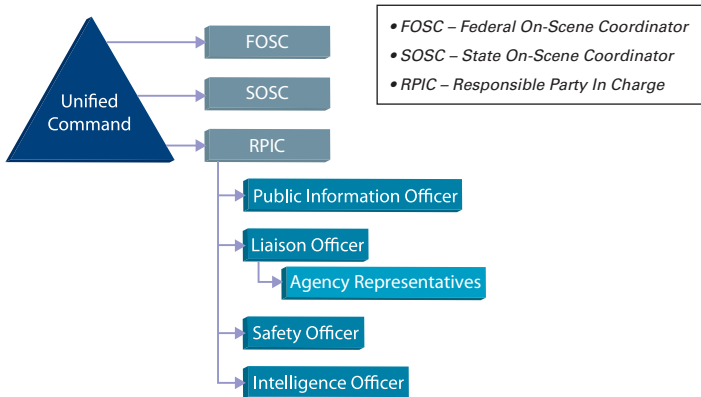 Unified
Command
FOSC
SOSC
RPIC
Public Information Officer
Liaison Officer
Agency Representatives
Safety Officer
Intelligence Officer
• FOSC – Federal On-Scene Coordinator
• SOSC – State On-Scene Coordinator
• RPIC – Responsible Party In Charge